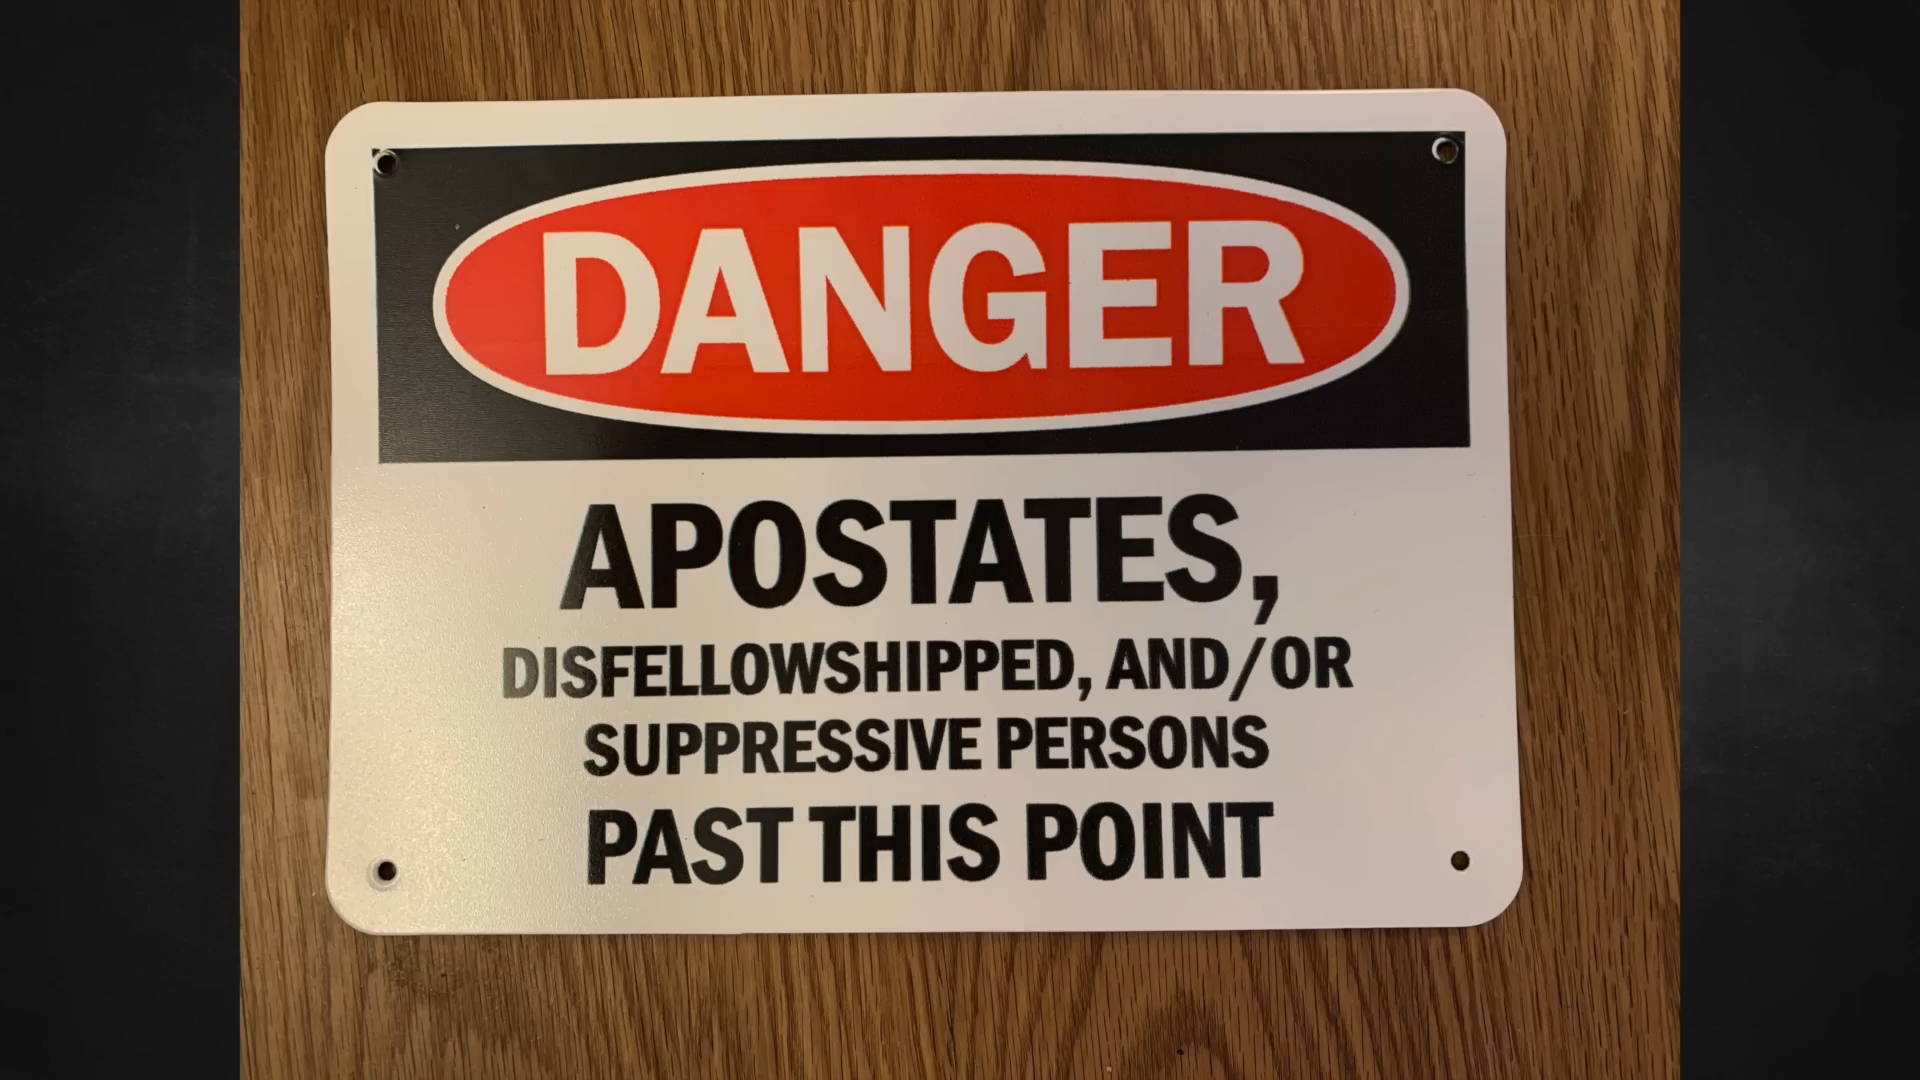 DANGER
APOSTATES,
DISFELLOWSHIPPED, AND/OR
SUPPRESSIVE PERSONS
PAST THIS POINT